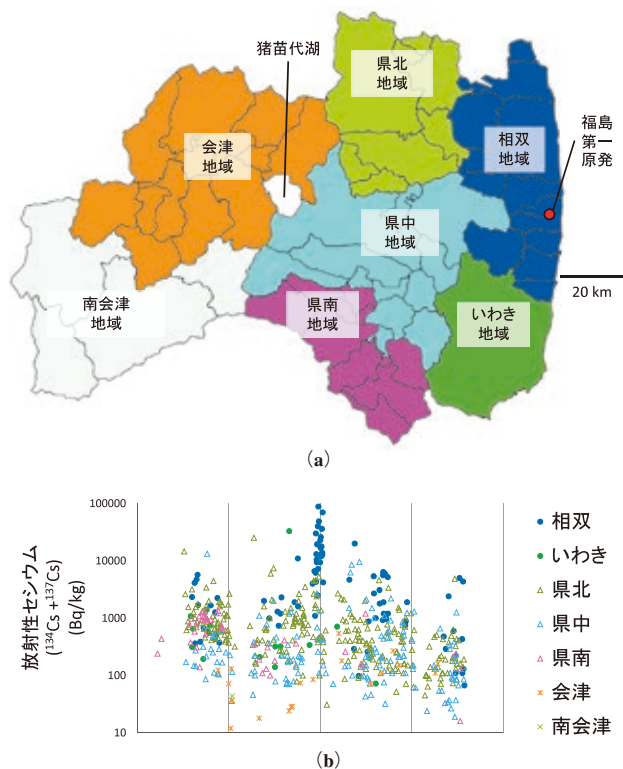 猪苗代湖
県北
地域
福島
第一
原発
相双
地域
会津
地域
県中
地域
南会津
地域
県南
地域
いわき
地域
20 km
(a)
放射性セシウム
(¹³⁴Cs +¹³⁷Cs)
(Bq/kg)
100000
10000
1000
100
10
相双
いわき
県北
県中
県南
会津
南会津
(b)